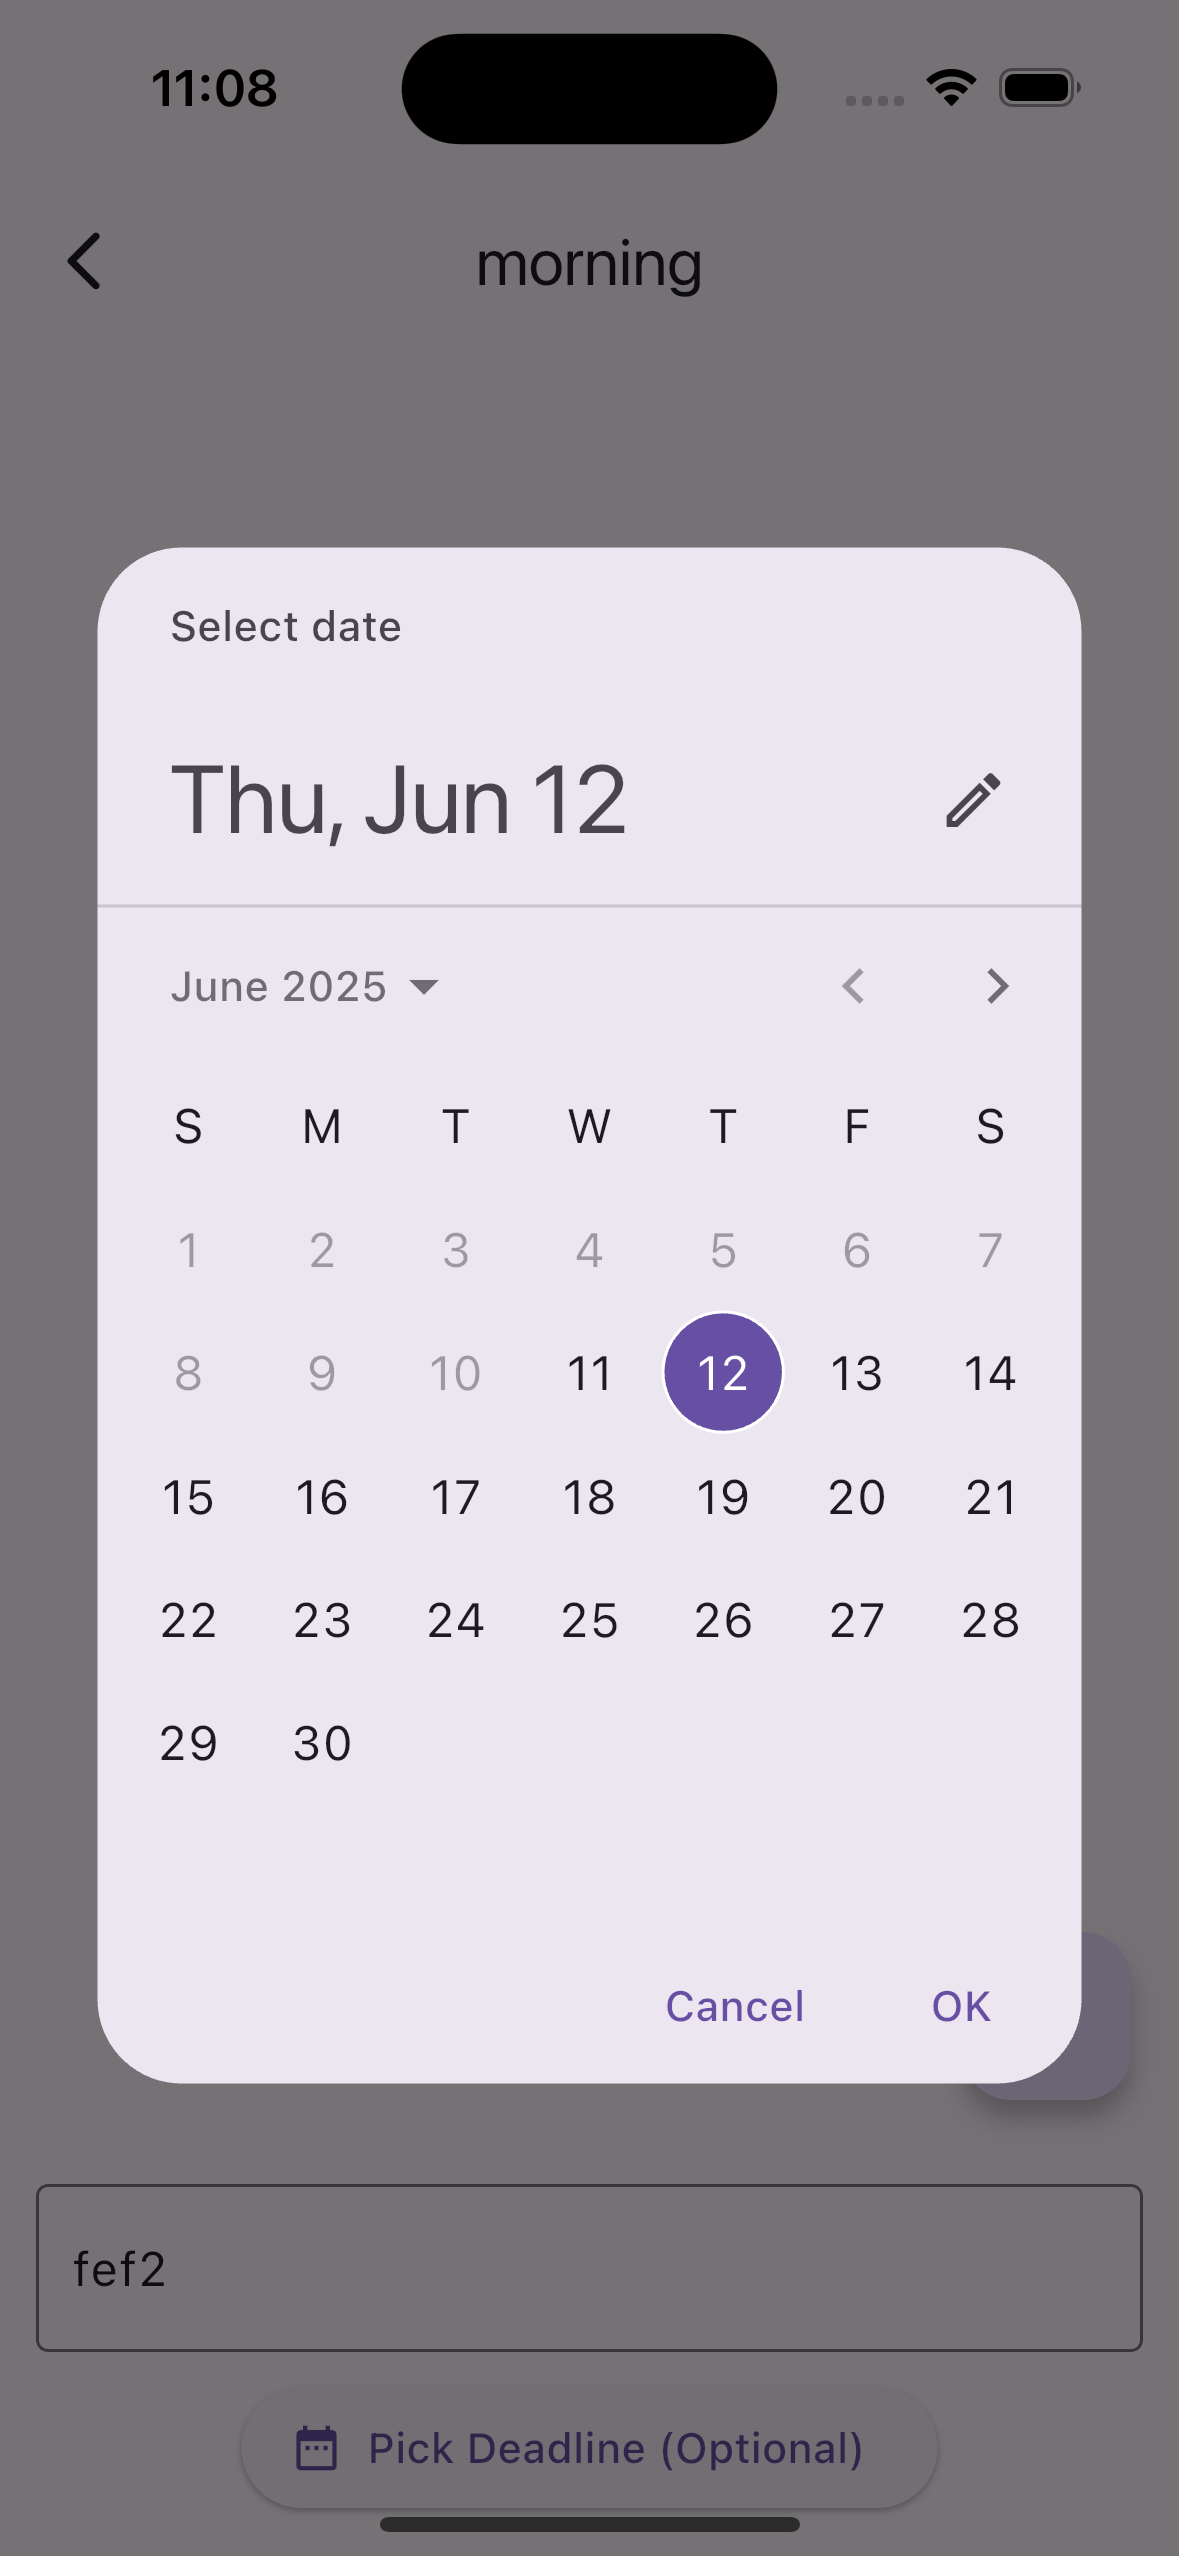 11:08
morning
Select date
Thu, Jun 12
June 2025
S M T W T F S
1 2 3 4 5 6 7
8 9 10 11 12 13 14
15 16 17 18 19 20 21
22 23 24 25 26 27 28
29 30
Cancel OK
fef2
Pick Deadline (Optional)